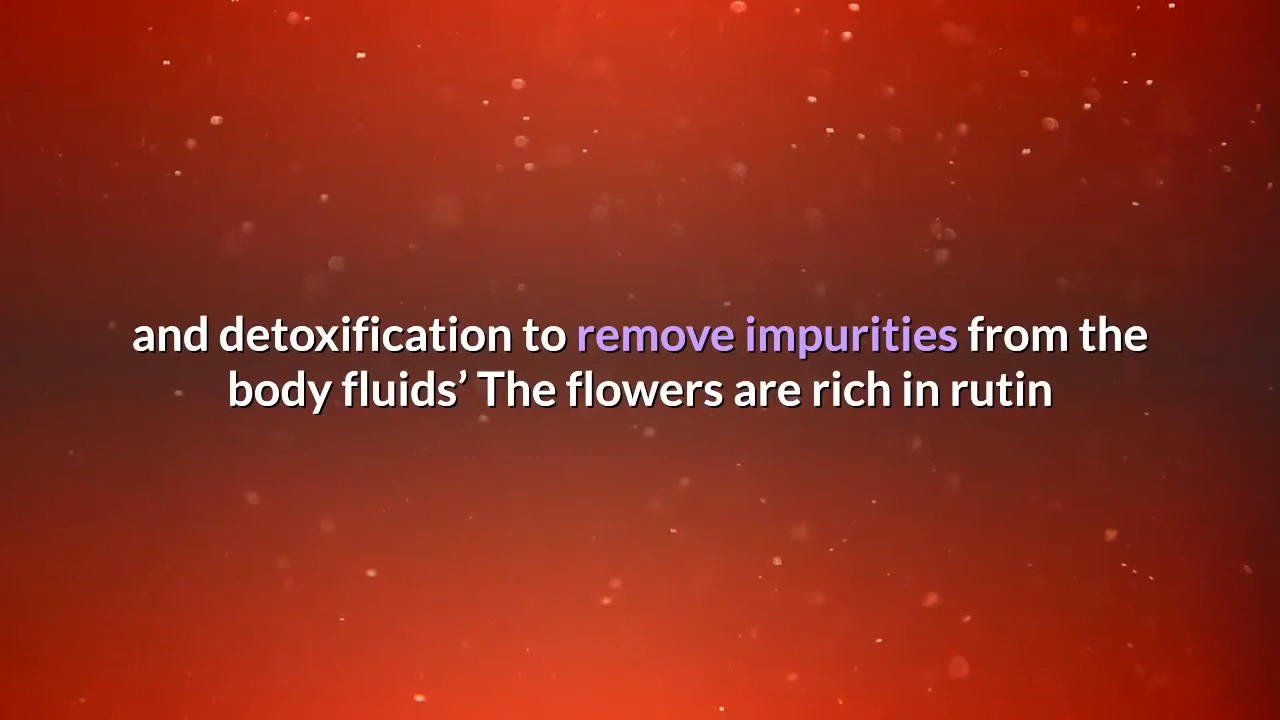 and detoxification to remove impurities from the
body fluids’ The flowers are rich in rutin